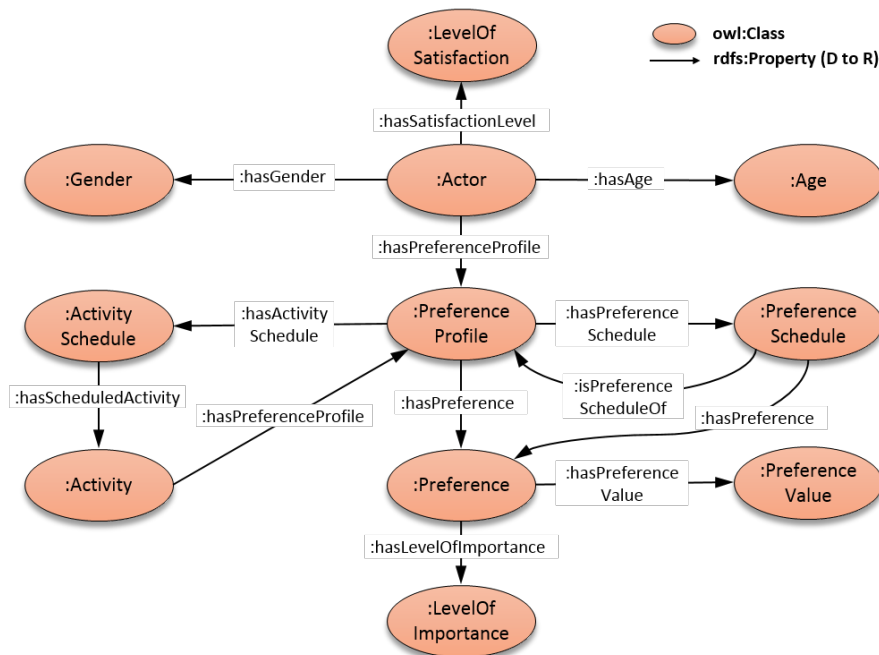 :LevelOf
Satisfaction
owl:Class
rdfs:Property (D to R)
:hasSatisfactionLevel
:Gender
:hasGender
:Actor
:hasAge
:Age
:hasPreferenceProfile
:Activity
Schedule
:hasActivity
Schedule
:Preference
Profile
:hasPreference
Schedule
:Preference
Schedule
:hasScheduledActivity
:hasPreferenceProfile
:hasPreference
:isPreference
ScheduleOf
:hasPreference
:Activity
:Preference
:hasPreference
Value
:Preference
Value
:hasLevelOfImportance
:LevelOf
Importance